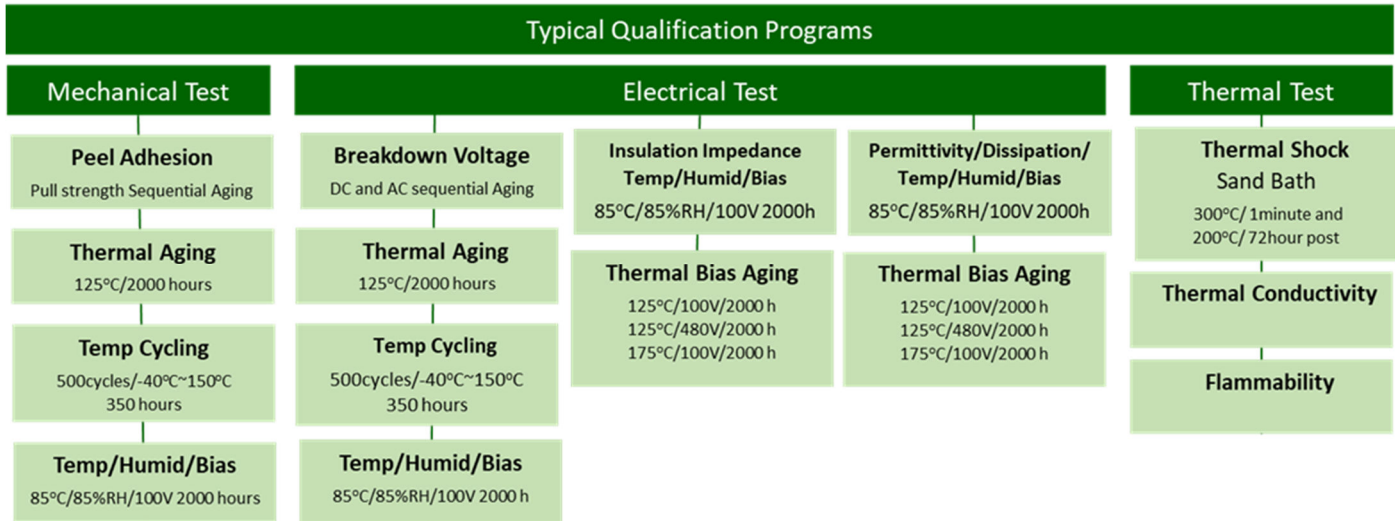 Typical Qualification Programs
Mechanical Test
Peel Adhesion
Pull strength Sequential Aging
Thermal Aging
125°C/2000 hours
Temp Cycling
500cycles/-40°C~150°C
350 hours
Temp/Humid/Bias
85°C/85%RH/100V 2000 hours
Electrical Test
Breakdown Voltage
DC and AC sequential Aging
Thermal Aging
125°C/2000 hours
Temp Cycling
500cycles/-40°C~150°C
350 hours
Temp/Humid/Bias
85°C/85%RH/100V 2000 h
Insulation Impedance
Temp/Humid/Bias
85°C/85%RH/100V 2000h
Thermal Bias Aging
125°C/100V/2000 h
125°C/480V/2000 h
175°C/100V/2000 h
Permittivity/Dissipation/
Temp/Humid/Bias
85°C/85%RH/100V 2000h
Thermal Bias Aging
125°C/100V/2000 h
125°C/480V/2000 h
175°C/100V/2000 h
Thermal Test
Thermal Shock
Sand Bath
300°C/ 1minute and
200°C/ 72hour post
Thermal Conductivity
Flammability